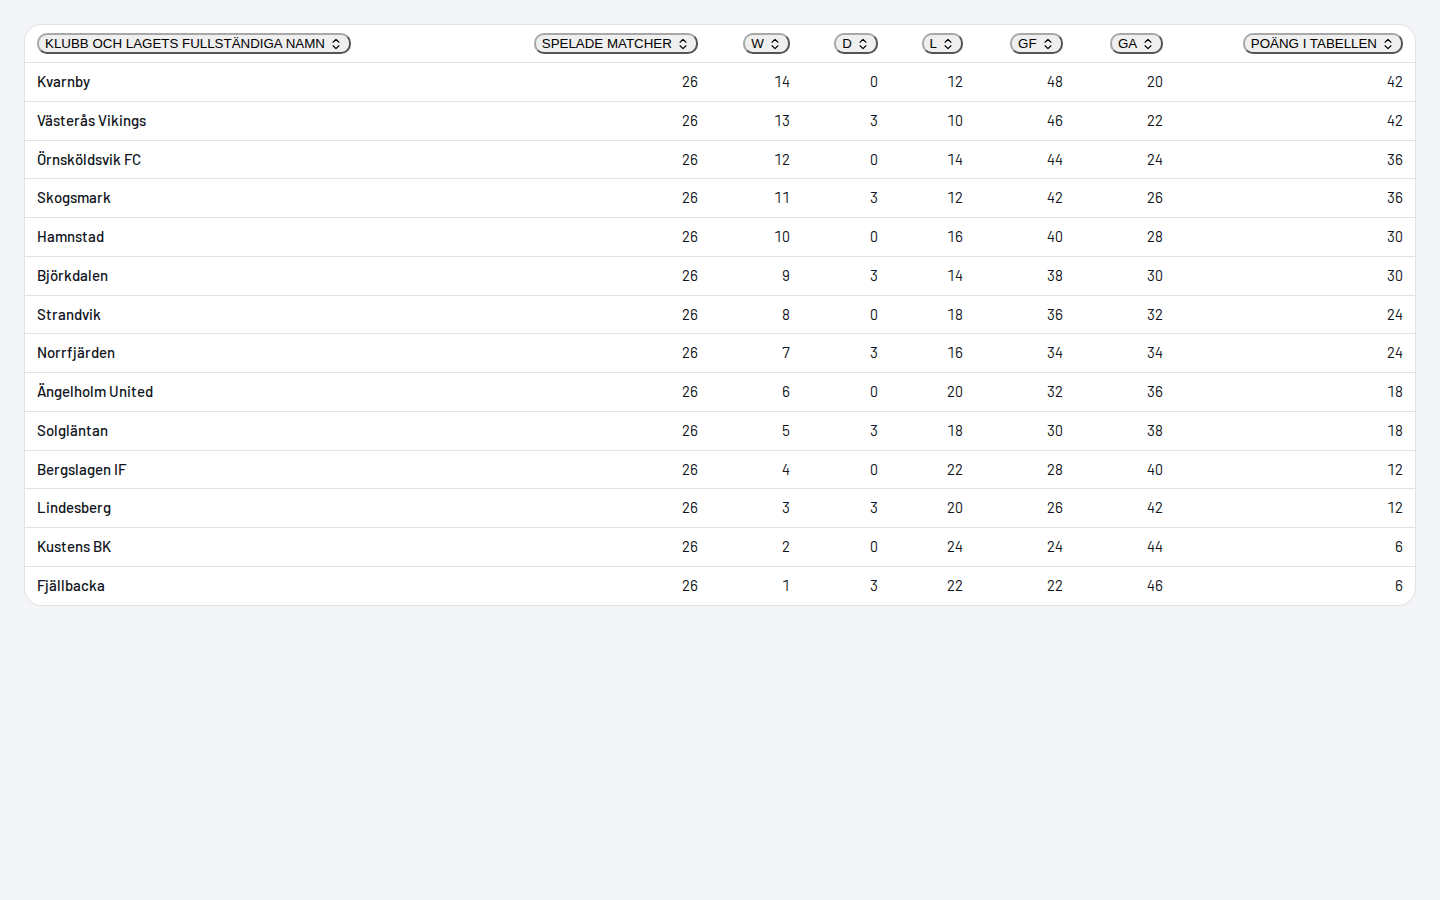 KLUBB OCH LAGETS FULLSTÄNDIGA NAMN SPELADE MATCHER W D L GF GA POÄNG I TABELLEN
Kvarnby 26 14 0 12 48 20 42
Västerås Vikings 26 13 3 10 46 22 42
Örnsköldsvik FC 26 12 0 14 44 24 36
Skogsmark 26 11 3 12 42 26 36
Hamnstad 26 10 0 16 40 28 30
Björkdalen 26 9 3 14 38 30 30
Strandvik 26 8 0 18 36 32 24
Norrfjärden 26 7 3 16 34 34 24
Ängelholm United 26 6 0 20 32 36 18
Solgläntan 26 5 3 18 30 38 18
Bergslagen IF 26 4 0 22 28 40 12
Lindesberg 26 3 3 20 26 42 12
Kustens BK 26 2 0 24 24 44 6
Fjällbacka 26 1 3 22 22 46 6